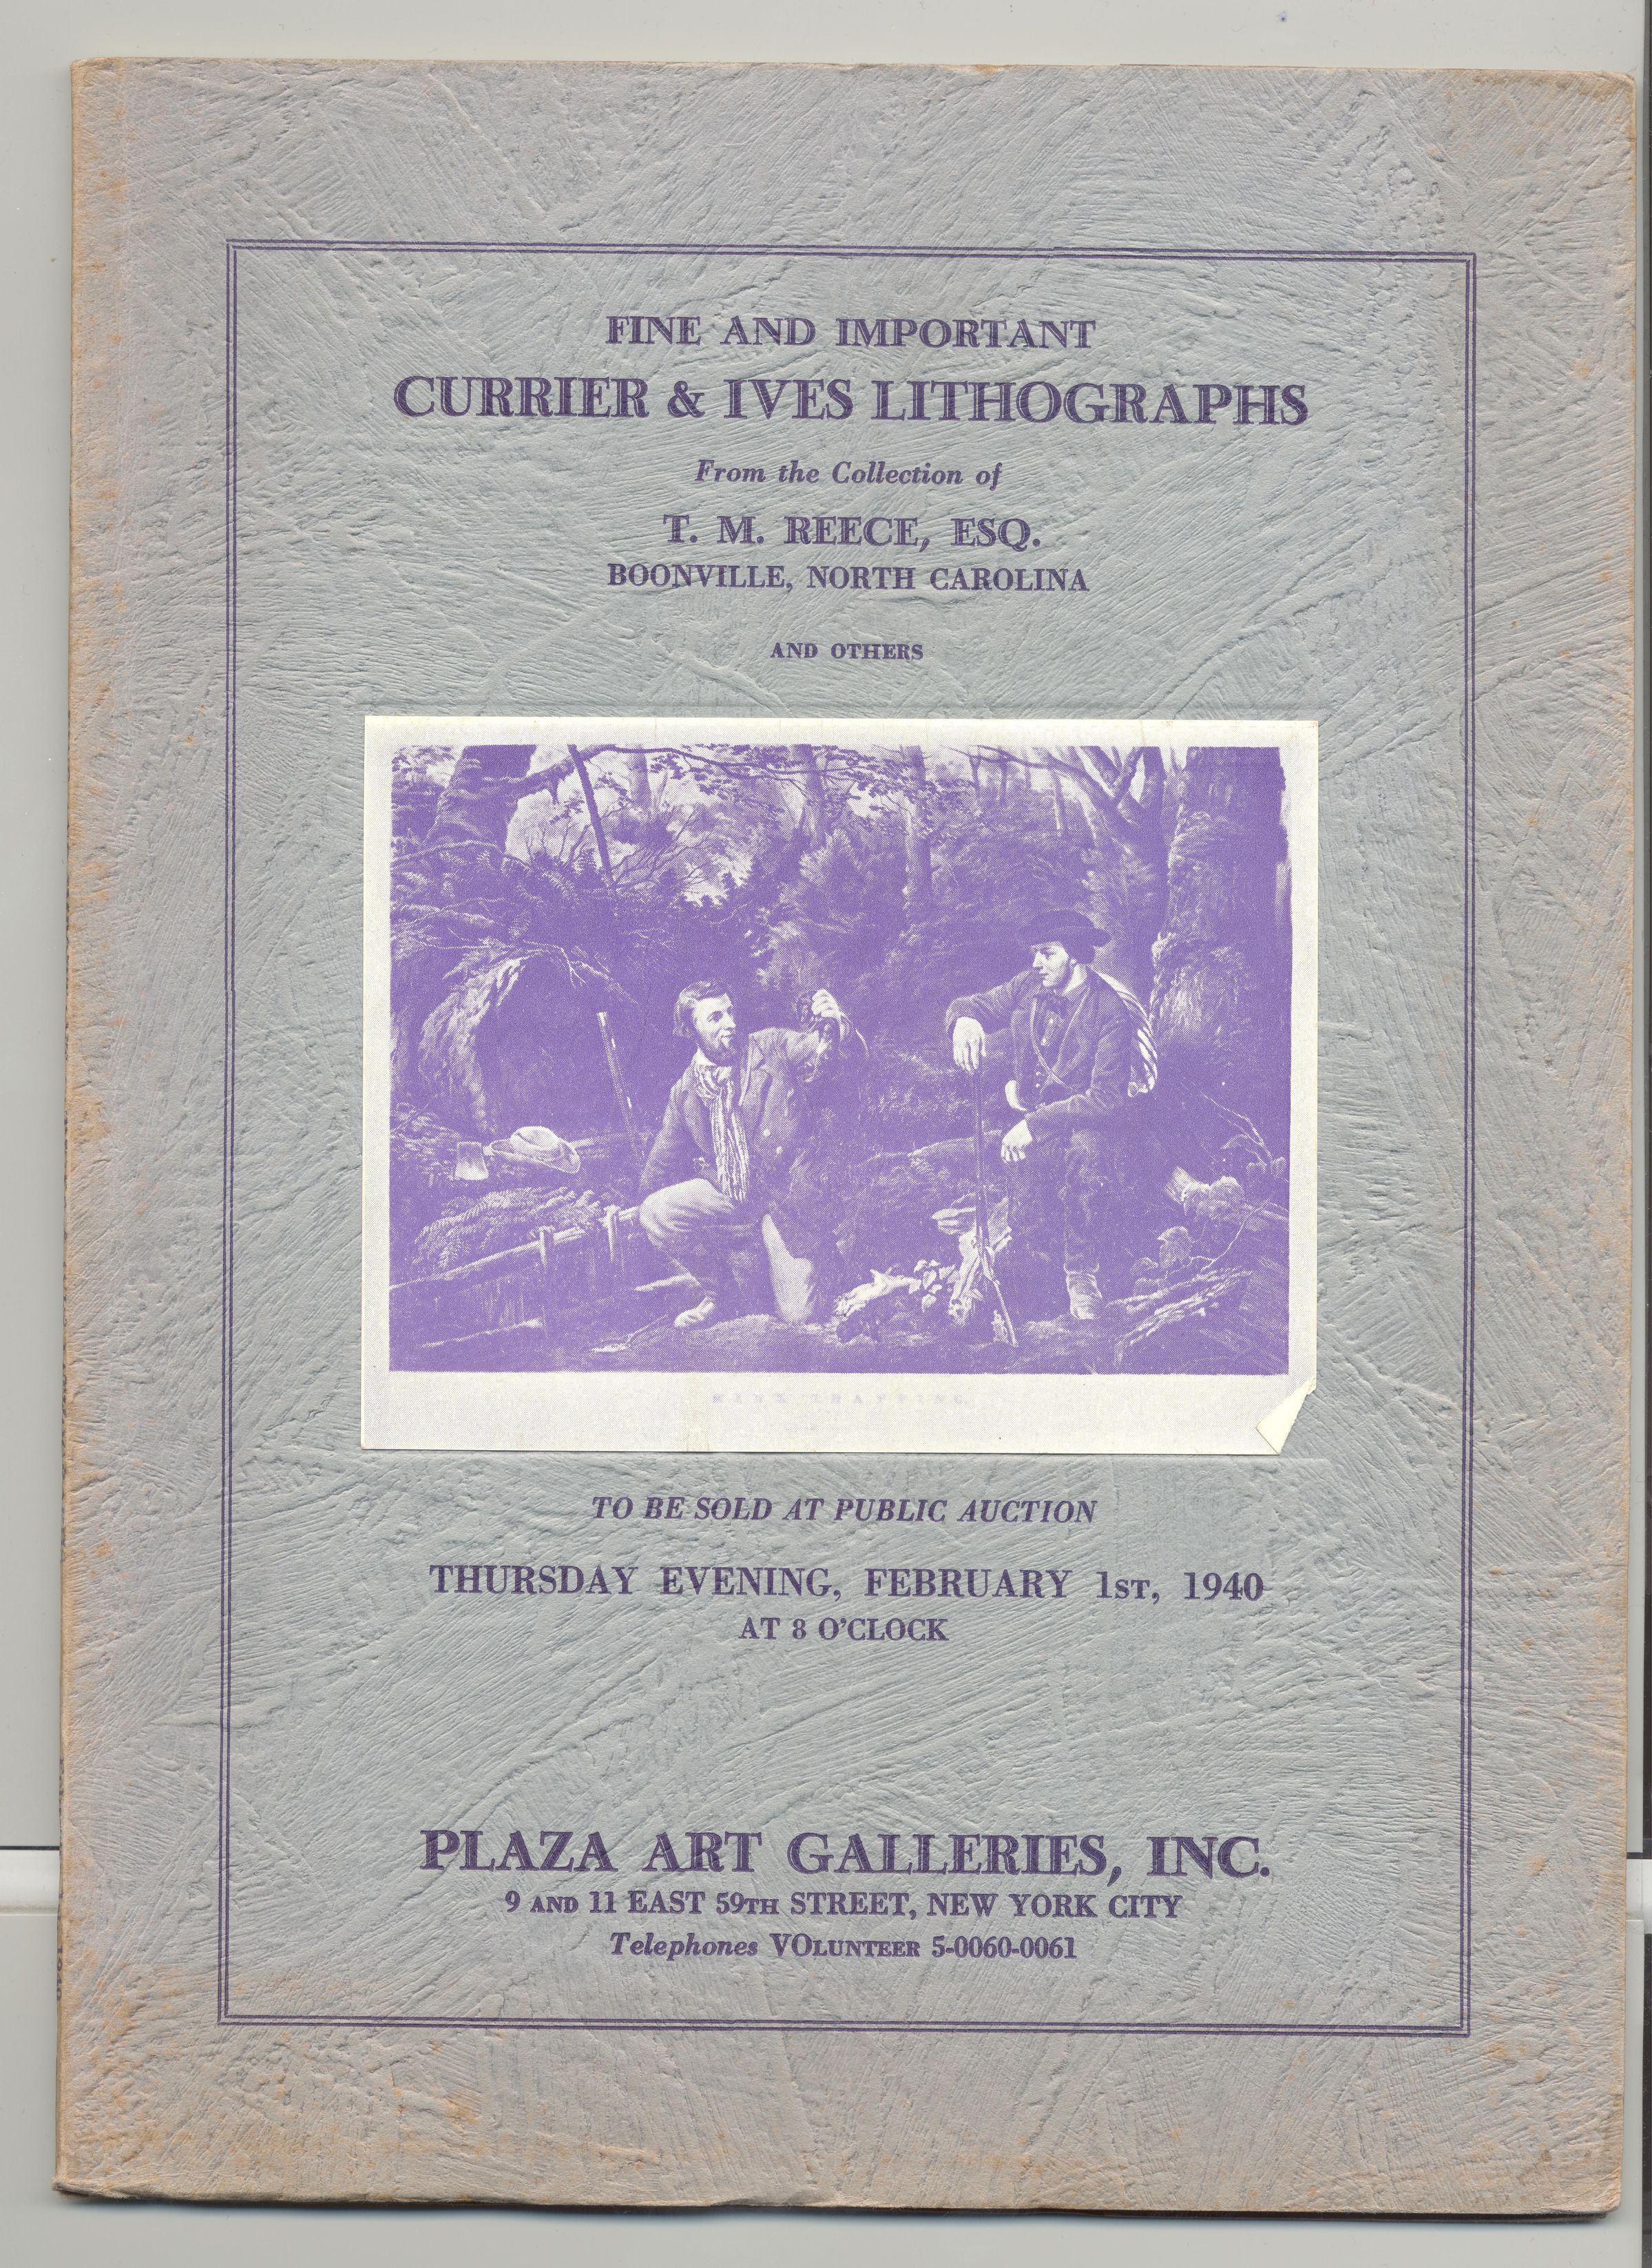 FINE AND IMPORTANT
CURRIER & IVES LITHOGRAPHS
From the Collection of
T. M. REECE, ESQ.
BOONVILLE, NORTH CAROLINA
AND OTHERS
MINK TRAPPING
TO BE SOLD AT PUBLIC AUCTION
THURSDAY EVENING, FEBRUARY 1ST, 1940
AT 8 O'CLOCK
PLAZA ART GALLERIES, INC.
9 AND 11 EAST 59TH STREET, NEW YORK CITY
Telephones VOLUNTEER 5-0060-0061